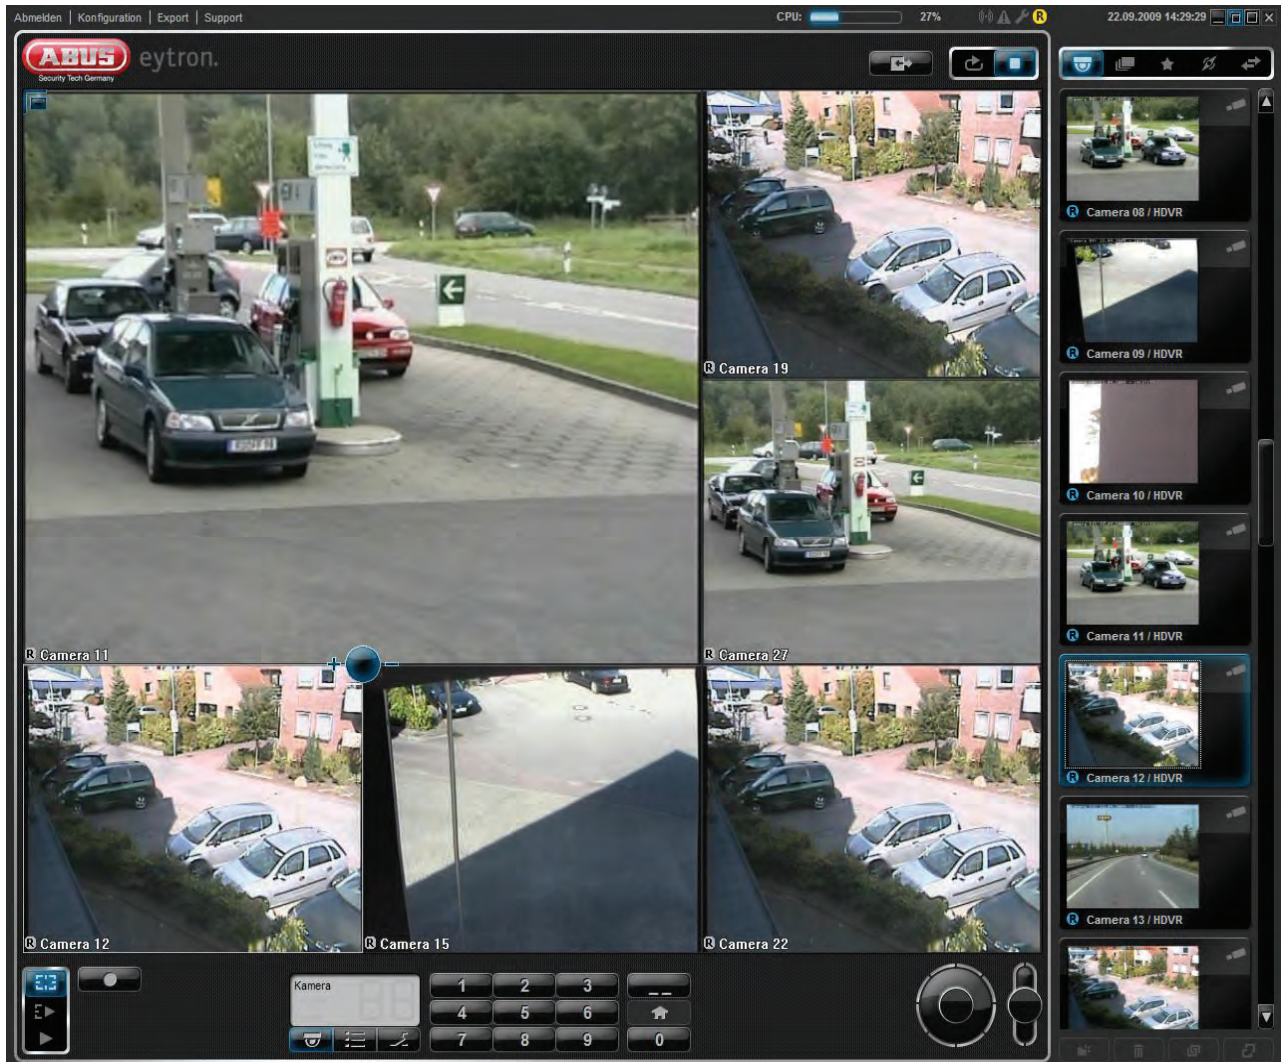 Abmelden | Konfiguration | Export | Support
CPU: 27%
R
22.09.2009 14:29:29
ABUS
Security Tech Germany
eytron.
R Camera 11
R Camera 19
R Camera 27
R Camera 12
R Camera 15
R Camera 22
R Camera 08 / HDVR
R Camera 09 / HDVR
R Camera 10 / HDVR
R Camera 11 / HDVR
R Camera 12 / HDVR
R Camera 13 / HDVR
Kamera
1 2 3 _ _
4 5 6
7 8 9 0